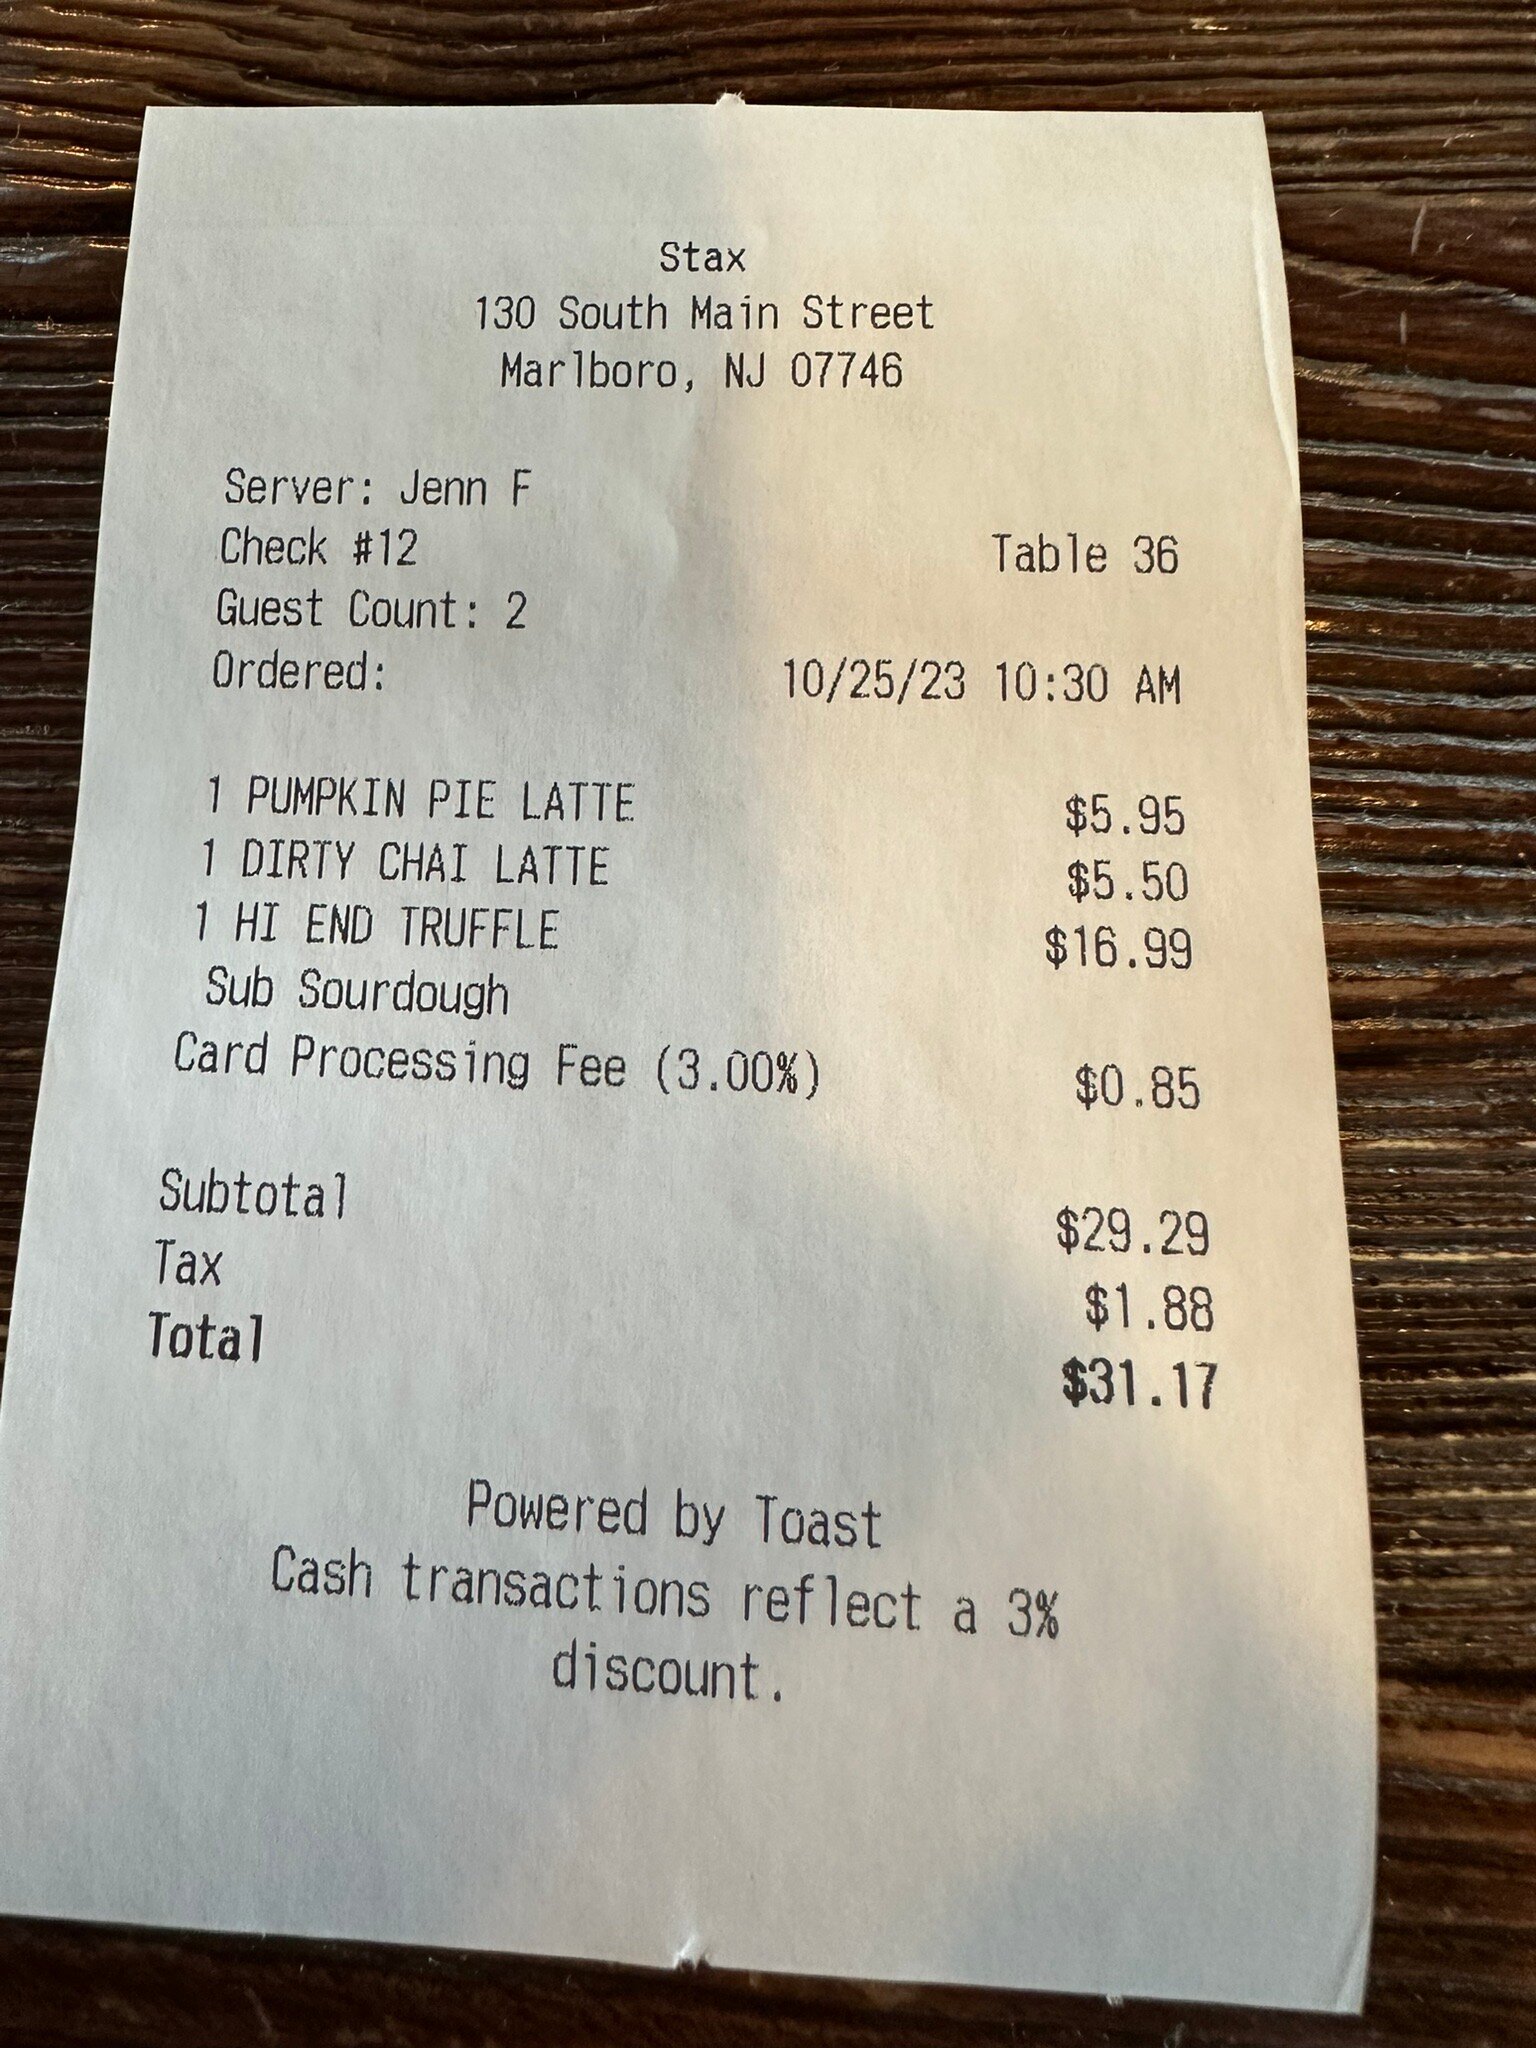 Stax
130 South Main Street
Marlboro, NJ 07746
Server: Jenn F
Check #12 Table 36
Guest Count: 2
Ordered: 10/25/23 10:30 AM
1 PUMPKIN PIE LATTE $5.95
1 DIRTY CHAI LATTE $5.50
1 HI END TRUFFLE $16.99
Sub Sourdough
Card Processing Fee (3.00%) $0.85
Subtotal $29.29
Tax $1.88
Total $31.17
Powered by Toast
Cash transactions reflect a 3%
discount.